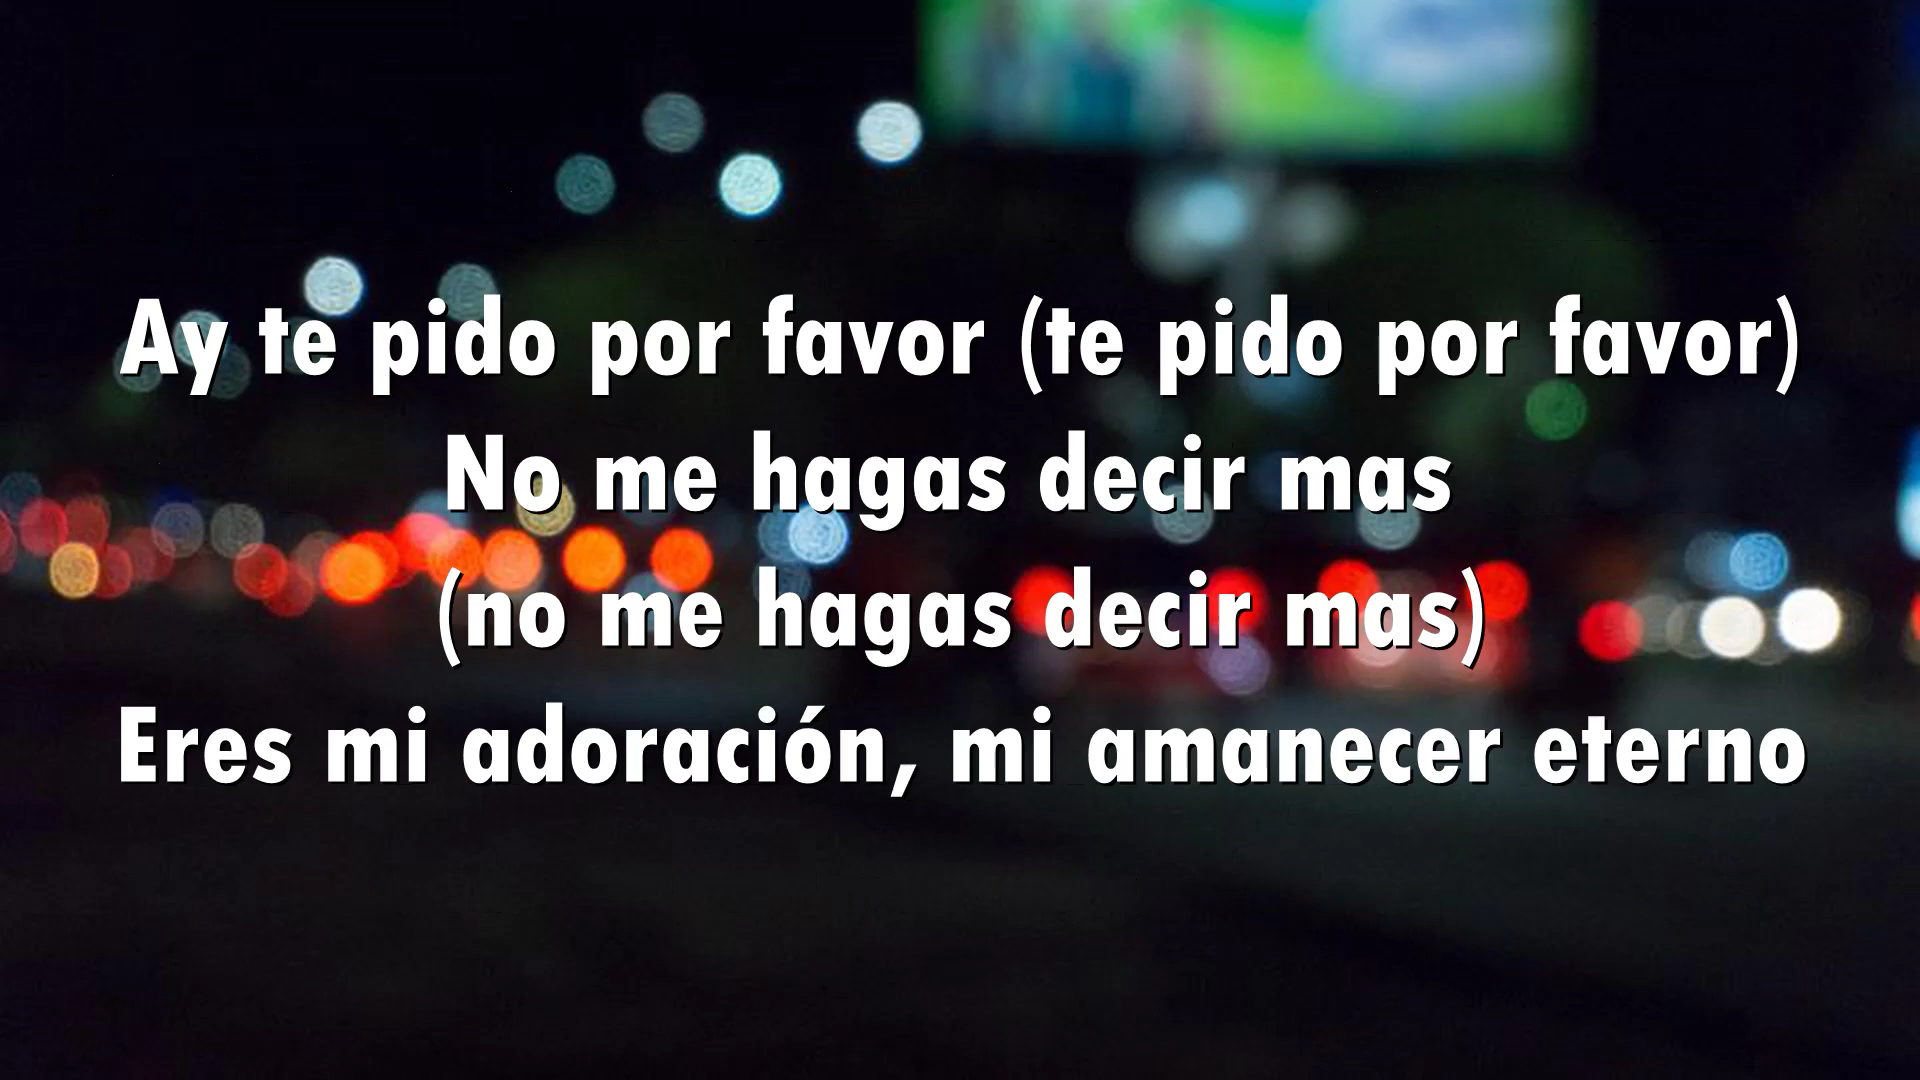 Ay te pido por favor (te pido por favor)
No me hagas decir mas
(no me hagas decir mas)
Eres mi adoración, mi amanecer eterno